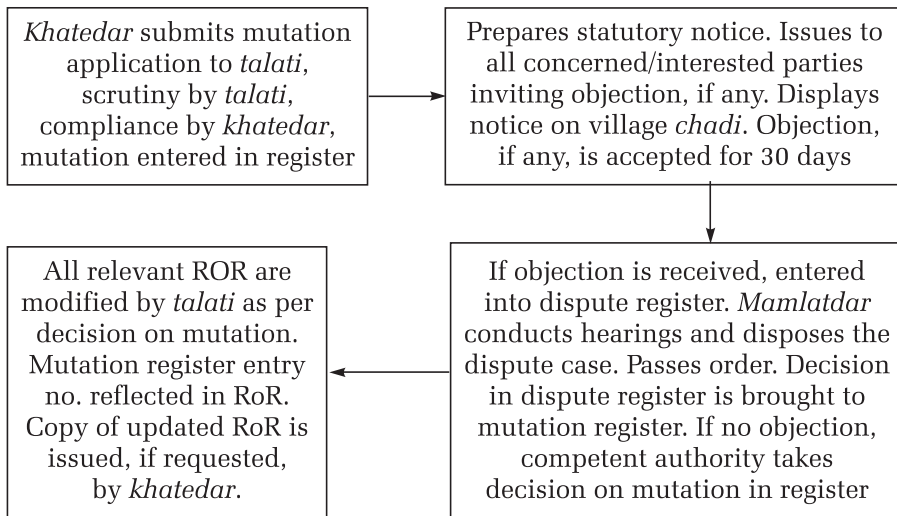 Khatedar submits mutation
application to talati,
scrutiny by talati,
compliance by khatedar,
mutation entered in register
Prepares statutory notice. Issues to
all concerned/interested parties
inviting objection, if any. Displays
notice on village chadi. Objection,
if any, is accepted for 30 days
If objection is received, entered
into dispute register. Mamlatdar
conducts hearings and disposes the
dispute case. Passes order. Decision
in dispute register is brought to
mutation register. If no objection,
competent authority takes
decision on mutation in register
All relevant ROR are
modified by talati as per
decision on mutation.
Mutation register entry
no. reflected in RoR.
Copy of updated RoR is
issued, if requested,
by khatedar.